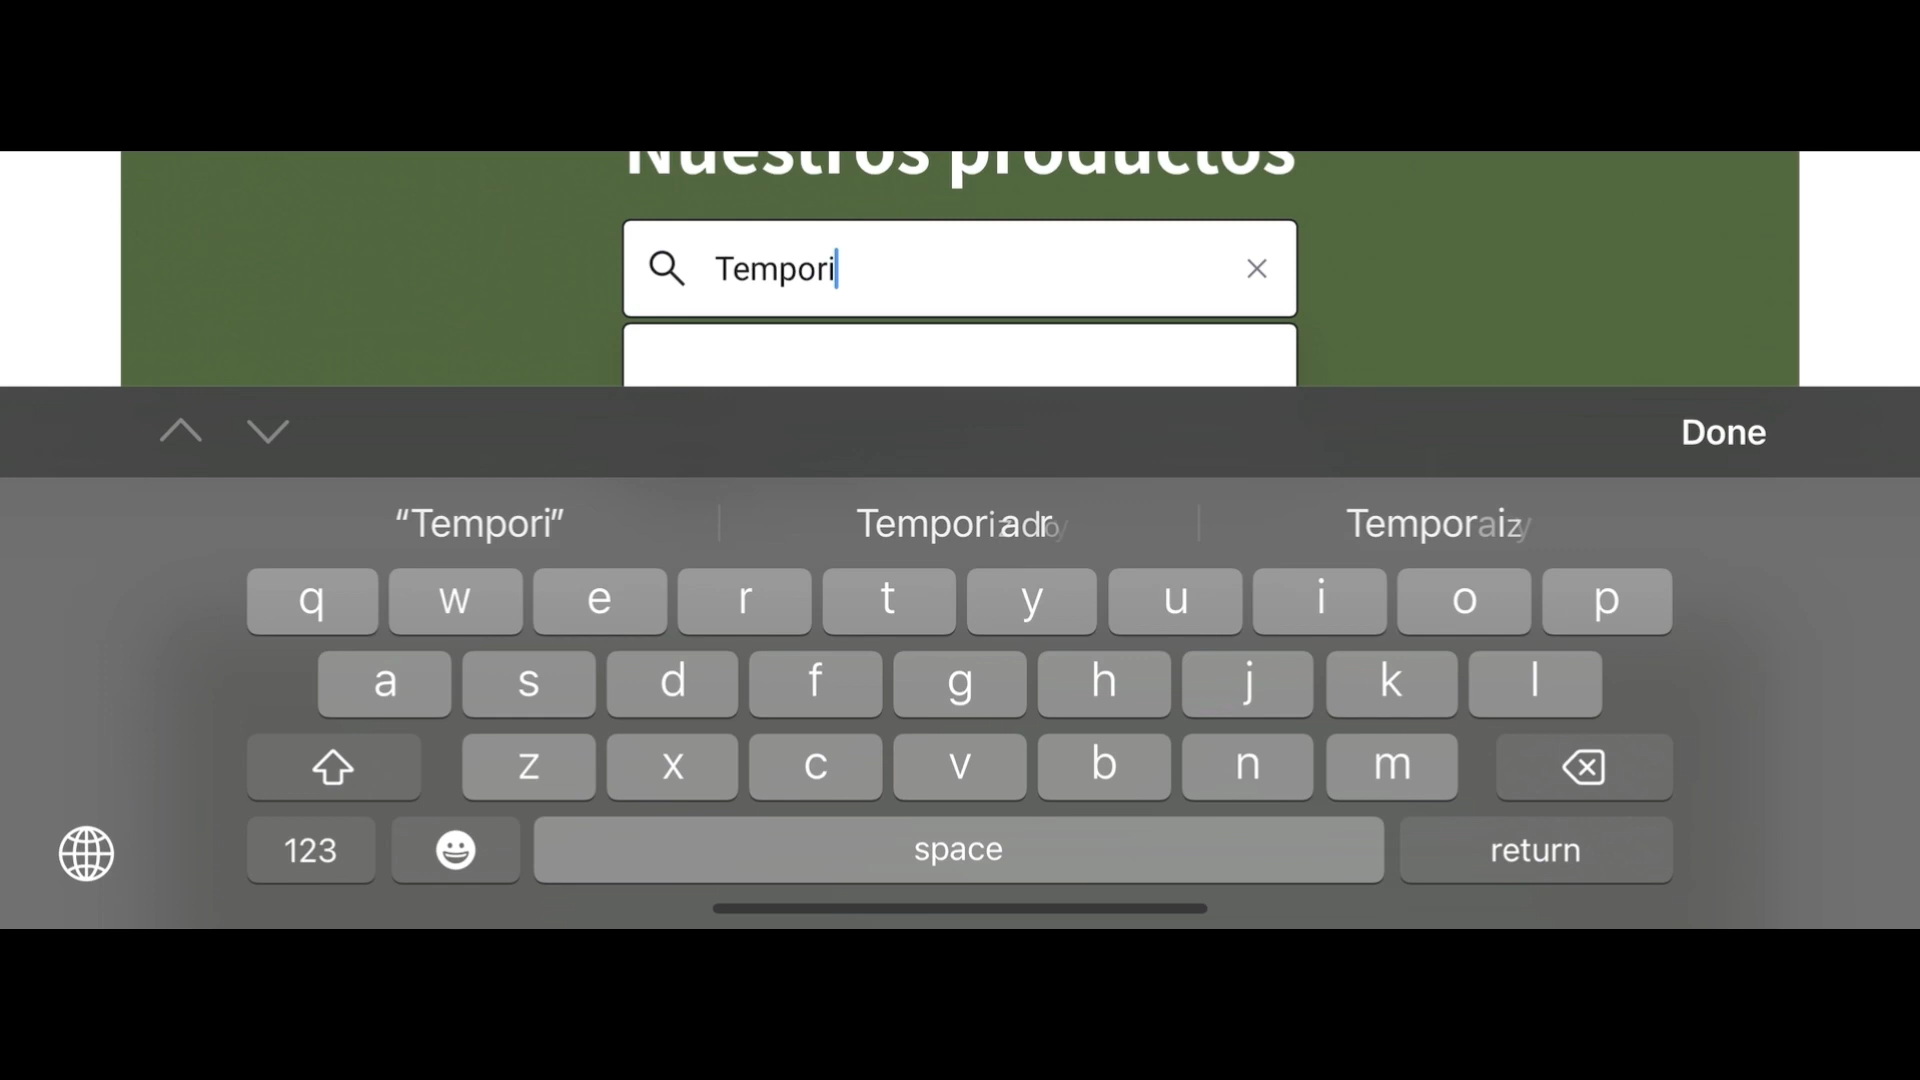 Nuestros productos
Tempori
Done
“Tempori”
q w e r t y u i o p
a s d f g h j k l
z x c v b n m
123 space return